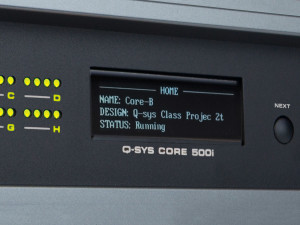 HOME
NAME: Core-B
DESIGN: Q-sys Class Projec 2t
STATUS: Running
C D
G H
NEXT
Q-SYS CORE 500i